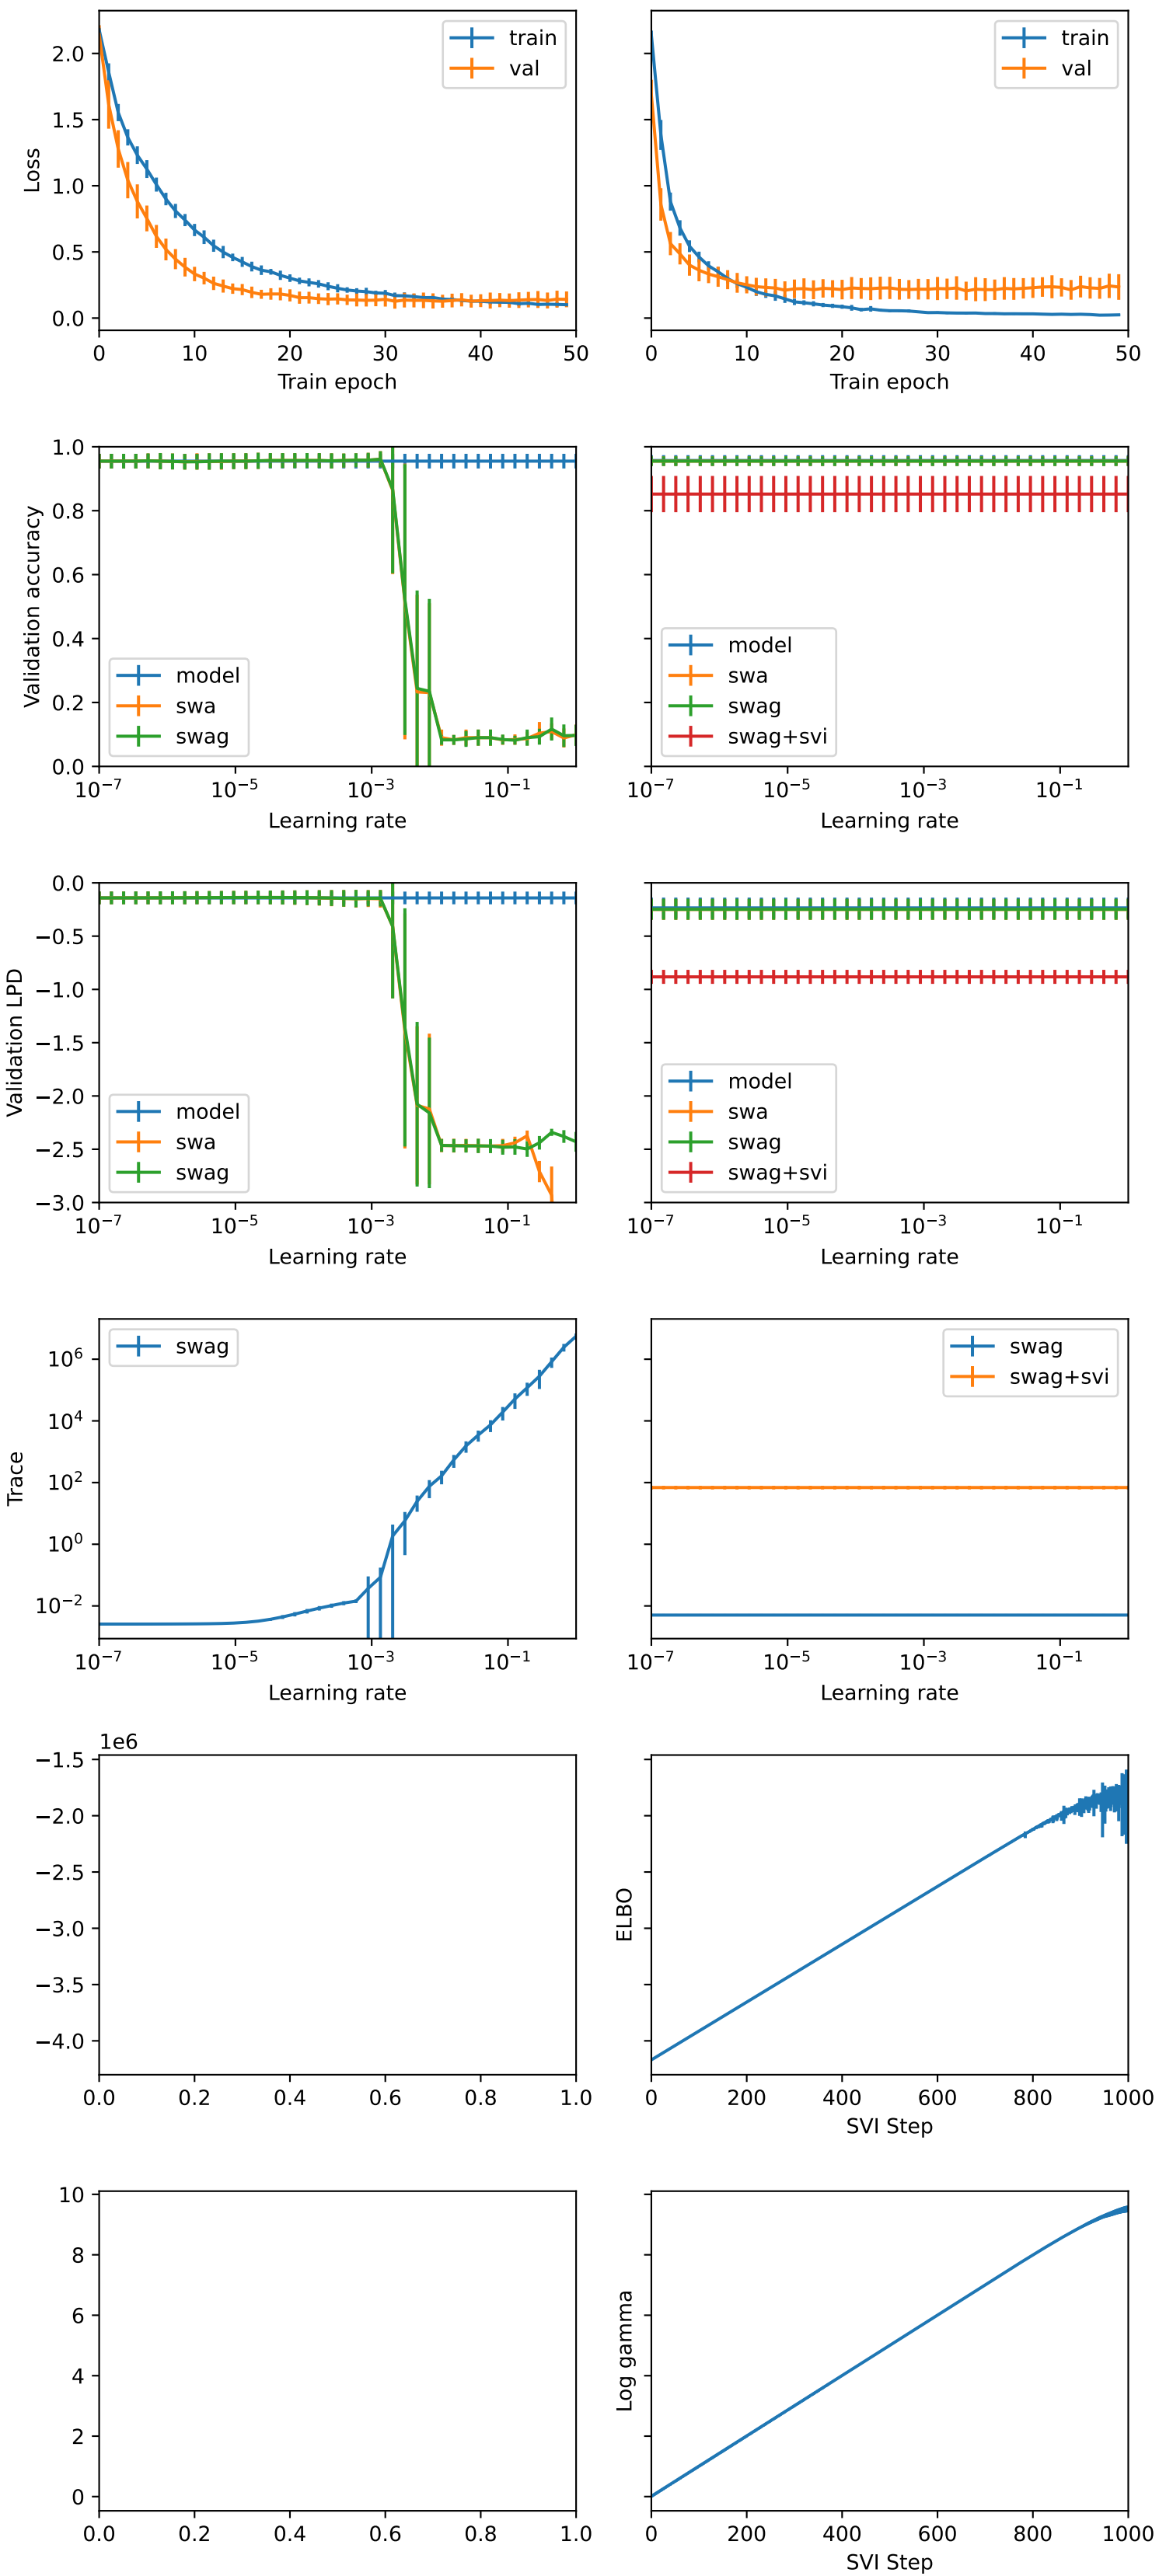 train
val
2.0
1.5
1.0
0.5
0.0
Loss
0 10 20 30 40 50
Train epoch
train
val
0 10 20 30 40 50
Train epoch
1.0
0.8
0.6
0.4
0.2
0.0
Validation accuracy
model
swa
swag
10⁻⁷ 10⁻⁵ 10⁻³ 10⁻¹
Learning rate
model
swa
swag
swag+svi
10⁻⁷ 10⁻⁵ 10⁻³ 10⁻¹
Learning rate
0.0
−0.5
−1.0
−1.5
−2.0
−2.5
−3.0
Validation LPD
model
swa
swag
10⁻⁷ 10⁻⁵ 10⁻³ 10⁻¹
Learning rate
model
swa
swag
swag+svi
10⁻⁷ 10⁻⁵ 10⁻³ 10⁻¹
Learning rate
swag
10⁶
10⁴
10²
10⁰
10⁻²
Trace
10⁻⁷ 10⁻⁵ 10⁻³ 10⁻¹
Learning rate
swag
swag+svi
10⁻⁷ 10⁻⁵ 10⁻³ 10⁻¹
Learning rate
1e6
−1.5
−2.0
−2.5
−3.0
−3.5
−4.0
0.0 0.2 0.4 0.6 0.8 1.0
ELBO
0 200 400 600 800 1000
SVI Step
10
8
6
4
2
0
0.0 0.2 0.4 0.6 0.8 1.0
Log gamma
0 200 400 600 800 1000
SVI Step